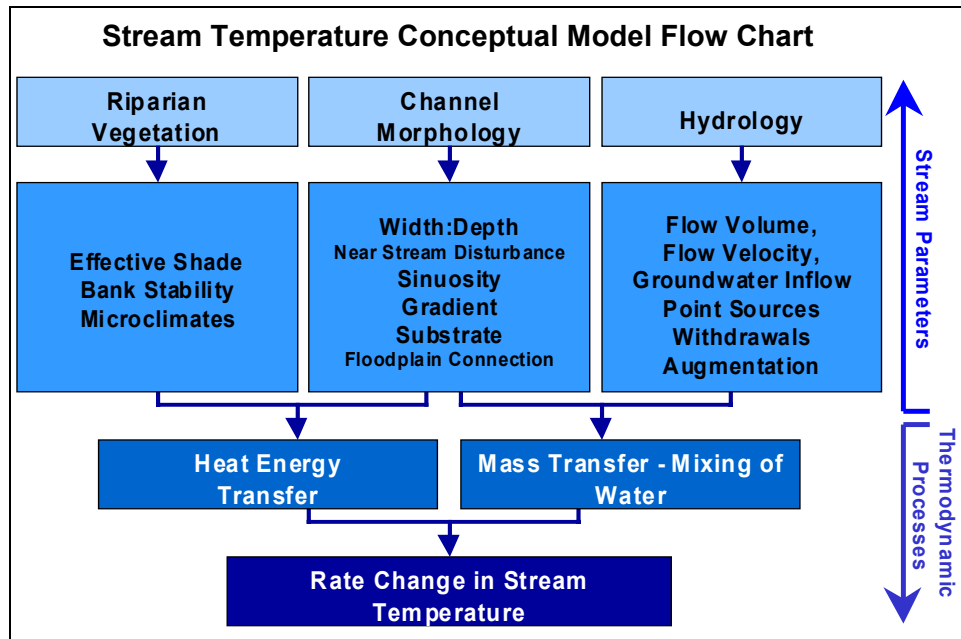 Stream Temperature Conceptual Model Flow Chart
Riparian
Vegetation
Channel
Morphology
Hydrology
Effective Shade
Bank Stability
Microclimates
Width:Depth
Near Stream Disturbance
Sinuosity
Gradient
Substrate
Floodplain Connection
Flow Volume,
Flow Velocity,
Groundwater Inflow
Point Sources
Withdrawals
Augmentation
Stream Parameters
Heat Energy
Transfer
Mass Transfer - Mixing of
Water
Thermodynamic
Processes
Rate Change in Stream
Temperature